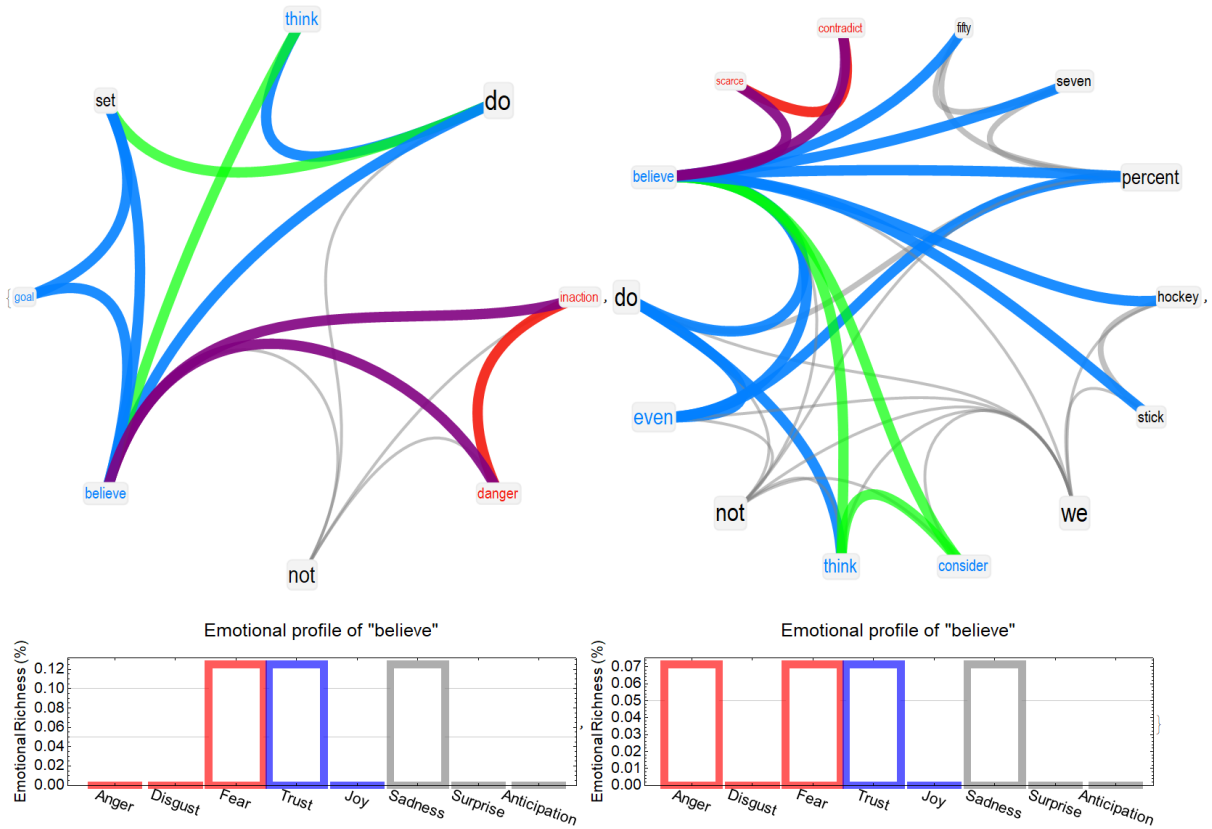 think
set
do
{ goal
inaction ,
believe
danger
not
contradict
fifty
scarce
seven
believe
percent
do
hockey ,
even
stick
not
we
think
consider
Emotional profile of "believe"
Emotional Richness (%)
0.12
0.10
0.08
0.06
0.04
0.02
0.00
Anger Disgust Fear Trust Joy Sadness Surprise Anticipation
,
Emotional profile of "believe"
Emotional Richness (%)
0.07
0.06
0.05
0.04
0.03
0.02
0.01
0.00
Anger Disgust Fear Trust Joy Sadness Surprise Anticipation
}